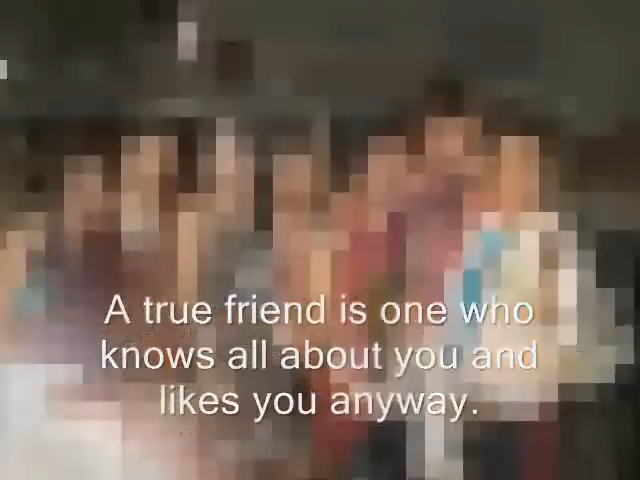 A true friend is one who
knows all about you and
likes you anyway.